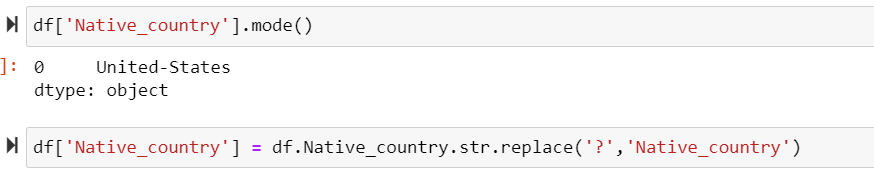 df['Native_country'].mode()
]: 0     United-States
dtype: object
df['Native_country'] = df.Native_country.str.replace('?','Native_country')